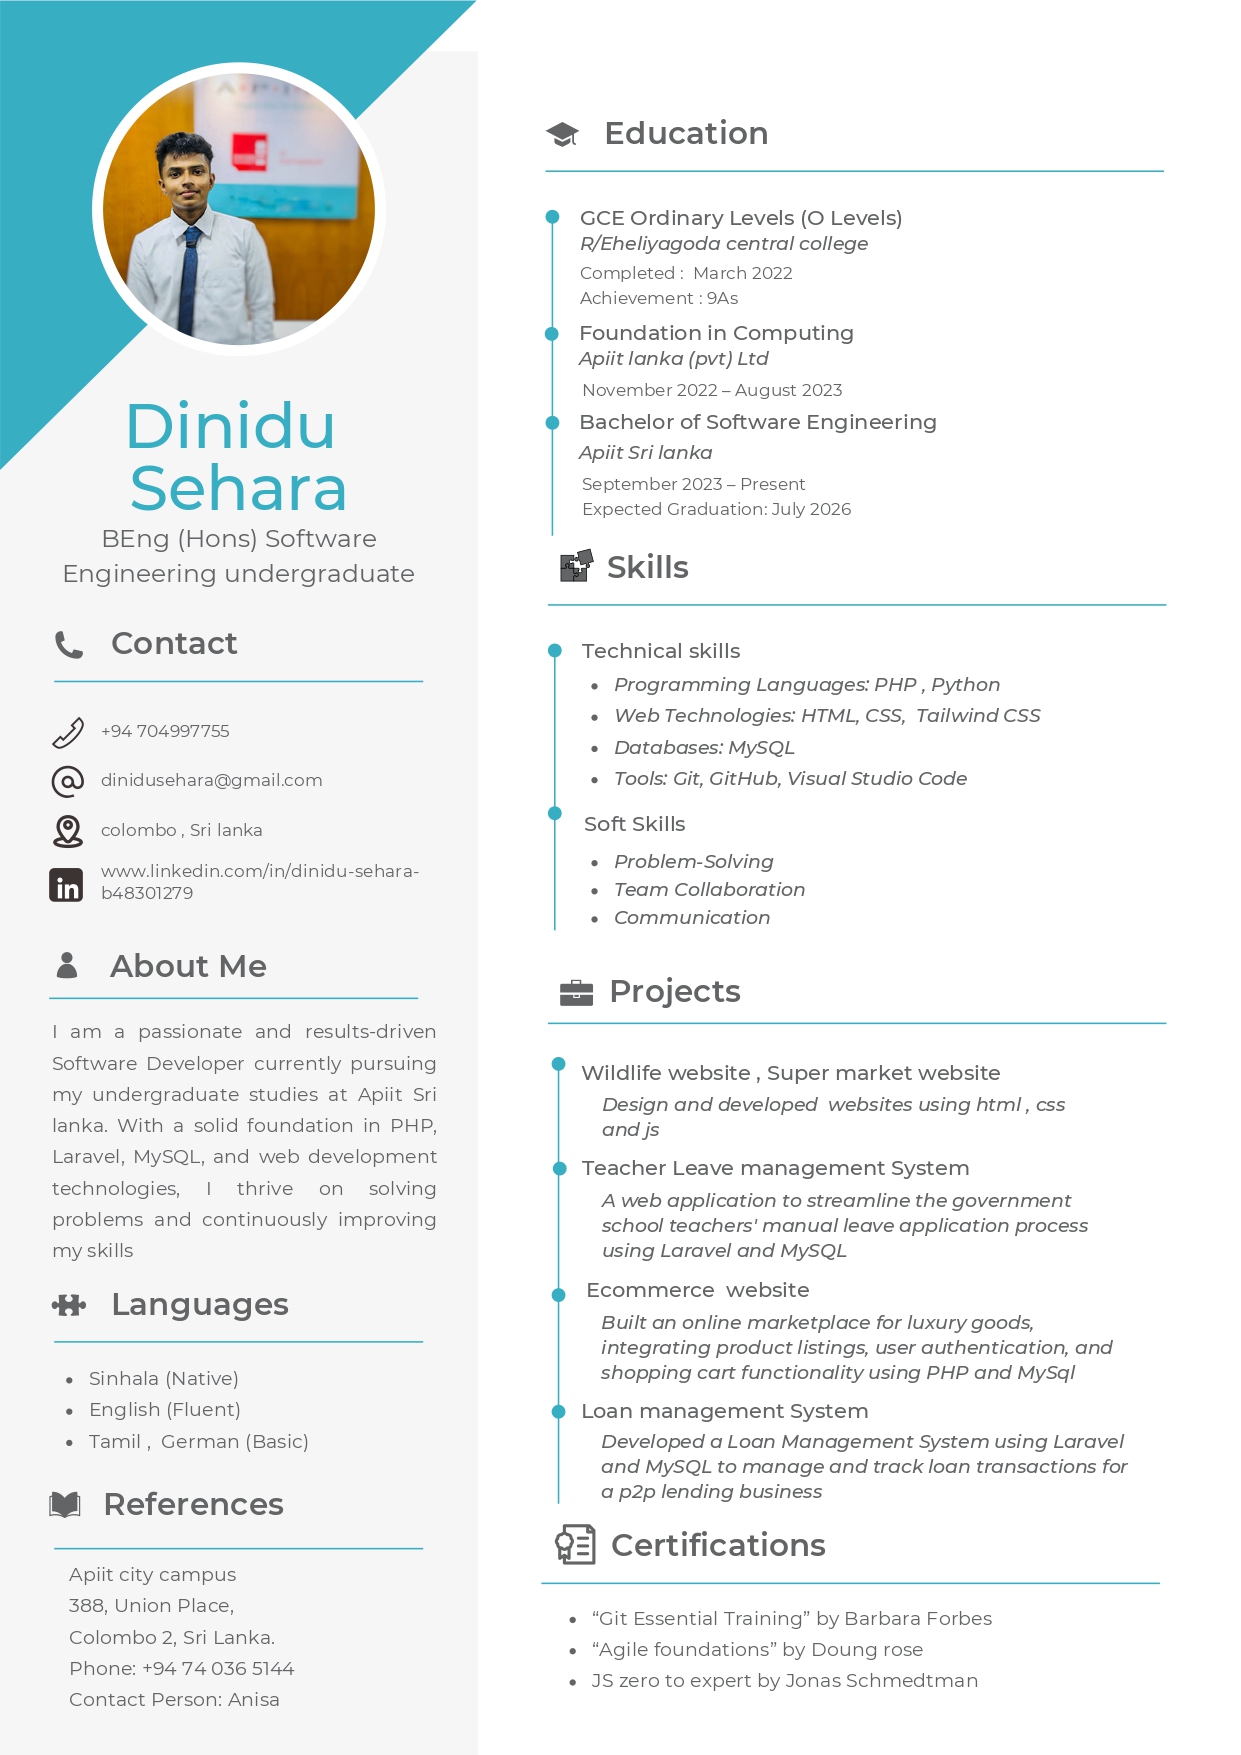 Dinidu
Sehara
BEng (Hons) Software
Engineering undergraduate
Contact
+94 704997755
dinidusehara@gmail.com
colombo , Sri lanka
www.linkedin.com/in/dinidu-sehara-
b48301279
About Me
I am a passionate and results-driven
Software Developer currently pursuing
my undergraduate studies at Apiit Sri
lanka. With a solid foundation in PHP,
Laravel, MySQL, and web development
technologies, I thrive on solving
problems and continuously improving
my skills
Languages
• Sinhala (Native)
• English (Fluent)
• Tamil , German (Basic)
References
Apiit city campus
388, Union Place,
Colombo 2, Sri Lanka.
Phone: +94 74 036 5144
Contact Person: Anisa
Education
GCE Ordinary Levels (O Levels)
R/Eheliyagoda central college
Completed : March 2022
Achievement : 9As
Foundation in Computing
Apiit lanka (pvt) Ltd
November 2022 – August 2023
Bachelor of Software Engineering
Apiit Sri lanka
September 2023 – Present
Expected Graduation: July 2026
Skills
Technical skills
• Programming Languages: PHP , Python
• Web Technologies: HTML, CSS, Tailwind CSS
• Databases: MySQL
• Tools: Git, GitHub, Visual Studio Code
Soft Skills
• Problem-Solving
• Team Collaboration
• Communication
Projects
Wildlife website , Super market website
Design and developed websites using html , css
and js
Teacher Leave management System
A web application to streamline the government
school teachers' manual leave application process
using Laravel and MySQL
Ecommerce website
Built an online marketplace for luxury goods,
integrating product listings, user authentication, and
shopping cart functionality using PHP and MySql
Loan management System
Developed a Loan Management System using Laravel
and MySQL to manage and track loan transactions for
a p2p lending business
Certifications
• “Git Essential Training” by Barbara Forbes
• “Agile foundations” by Doung rose
• JS zero to expert by Jonas Schmedtman